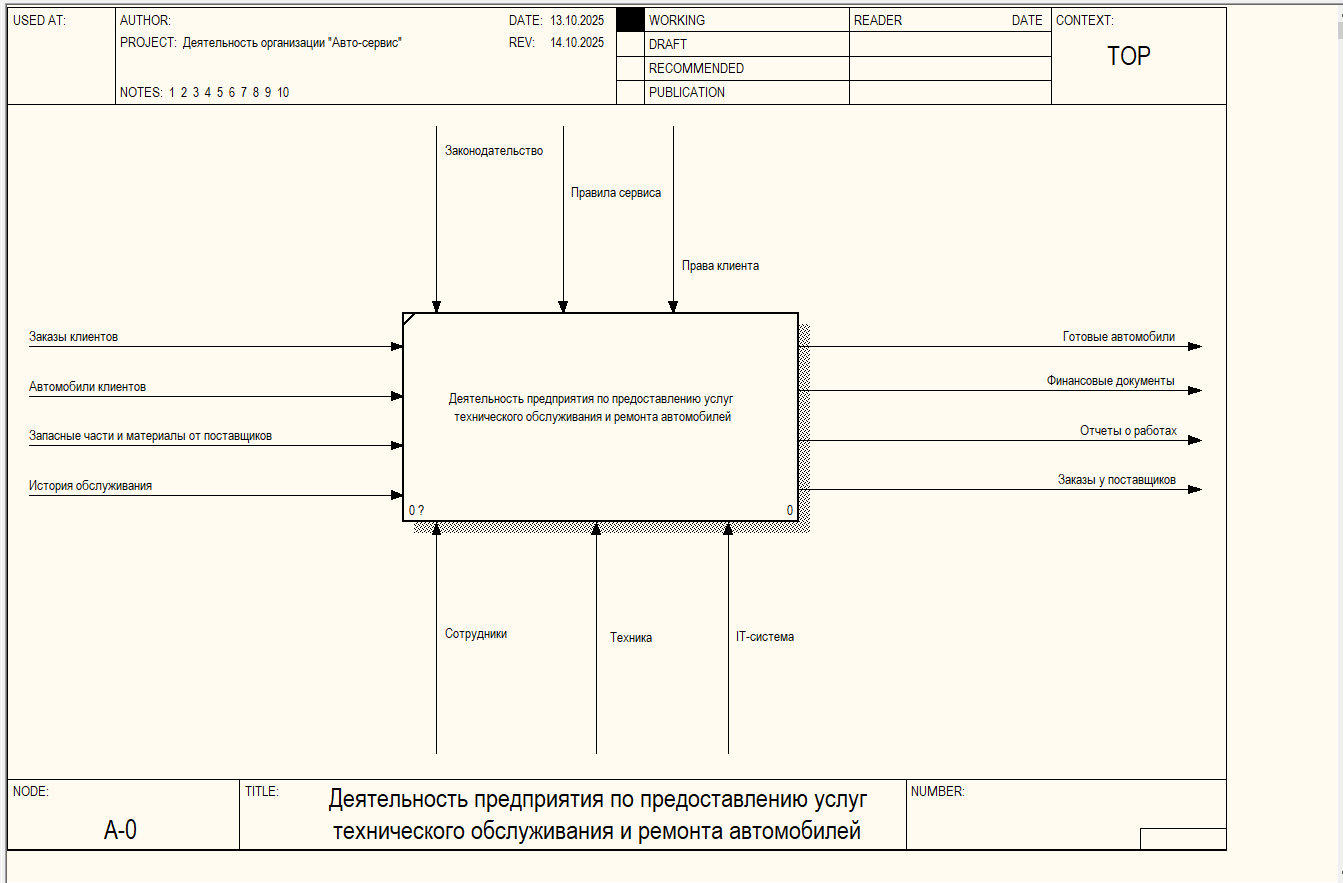 USED AT:
AUTHOR:
DATE: 13.10.2025
PROJECT: Деятельность организации "Авто-сервис"
REV: 14.10.2025
NOTES: 1 2 3 4 5 6 7 8 9 10
WORKING
DRAFT
RECOMMENDED
PUBLICATION
READER
DATE
CONTEXT:
TOP
Законодательство
Правила сервиса
Права клиента
Заказы клиентов
Автомобили клиентов
Запасные части и материалы от поставщиков
История обслуживания
Деятельность предприятия по предоставлению услуг
технического обслуживания и ремонта автомобилей
0 ?
0
Готовые автомобили
Финансовые документы
Отчеты о работах
Заказы у поставщиков
Сотрудники
Техника
IT-система
NODE:
A-0
TITLE:
Деятельность предприятия по предоставлению услуг
технического обслуживания и ремонта автомобилей
NUMBER: